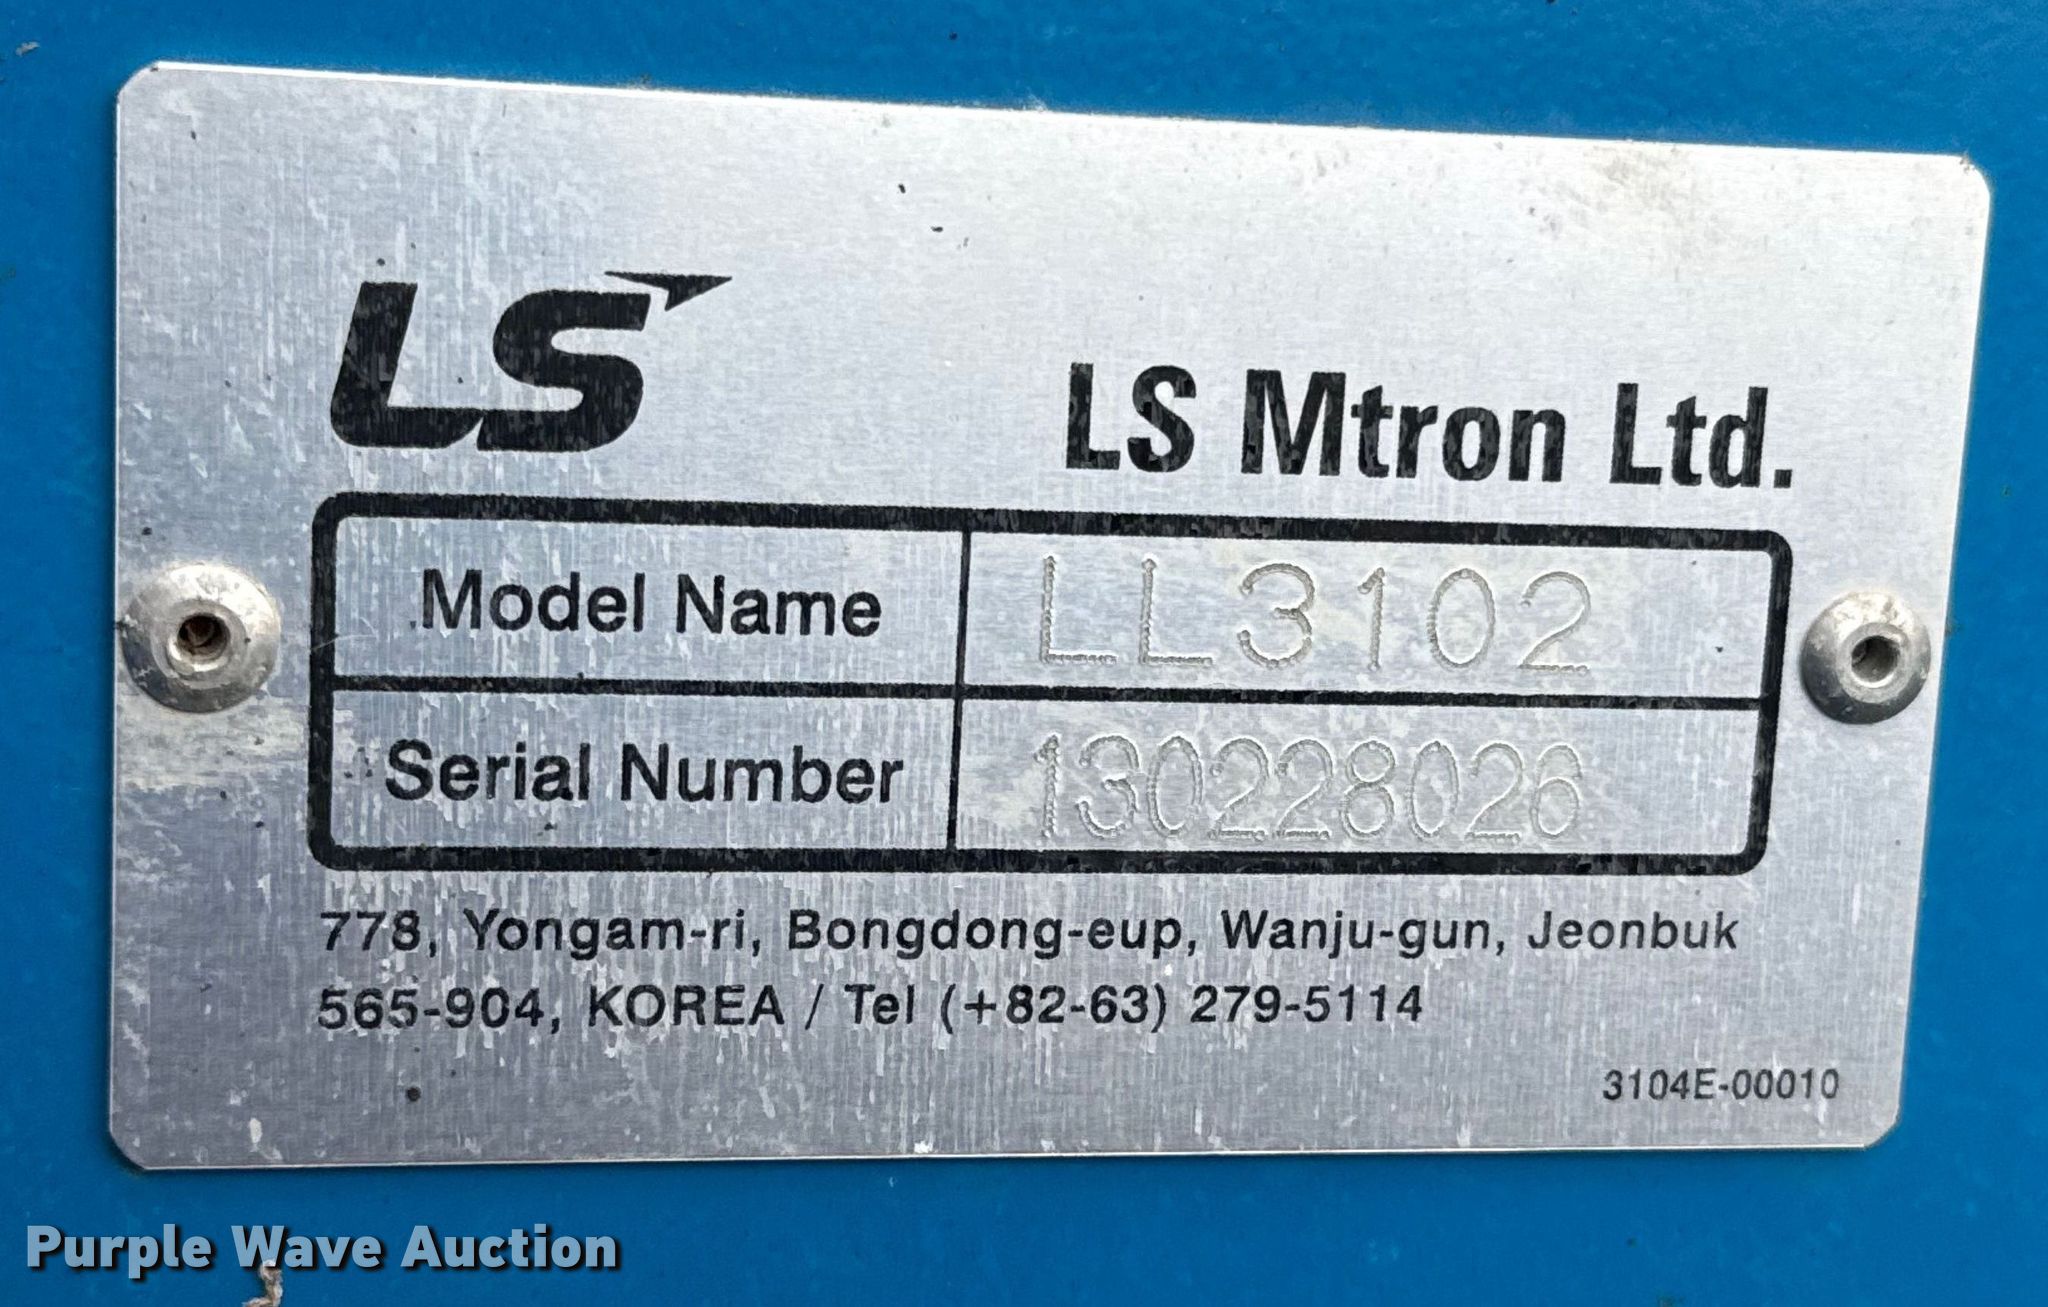 LS
LS Mtron Ltd.
Model Name LL3102
Serial Number 130228026
778, Yongam-ri, Bongdong-eup, Wanju-gun, Jeonbuk
565-904, KOREA / Tel (+82-63) 279-5114
3104E-00010
Purple Wave Auction